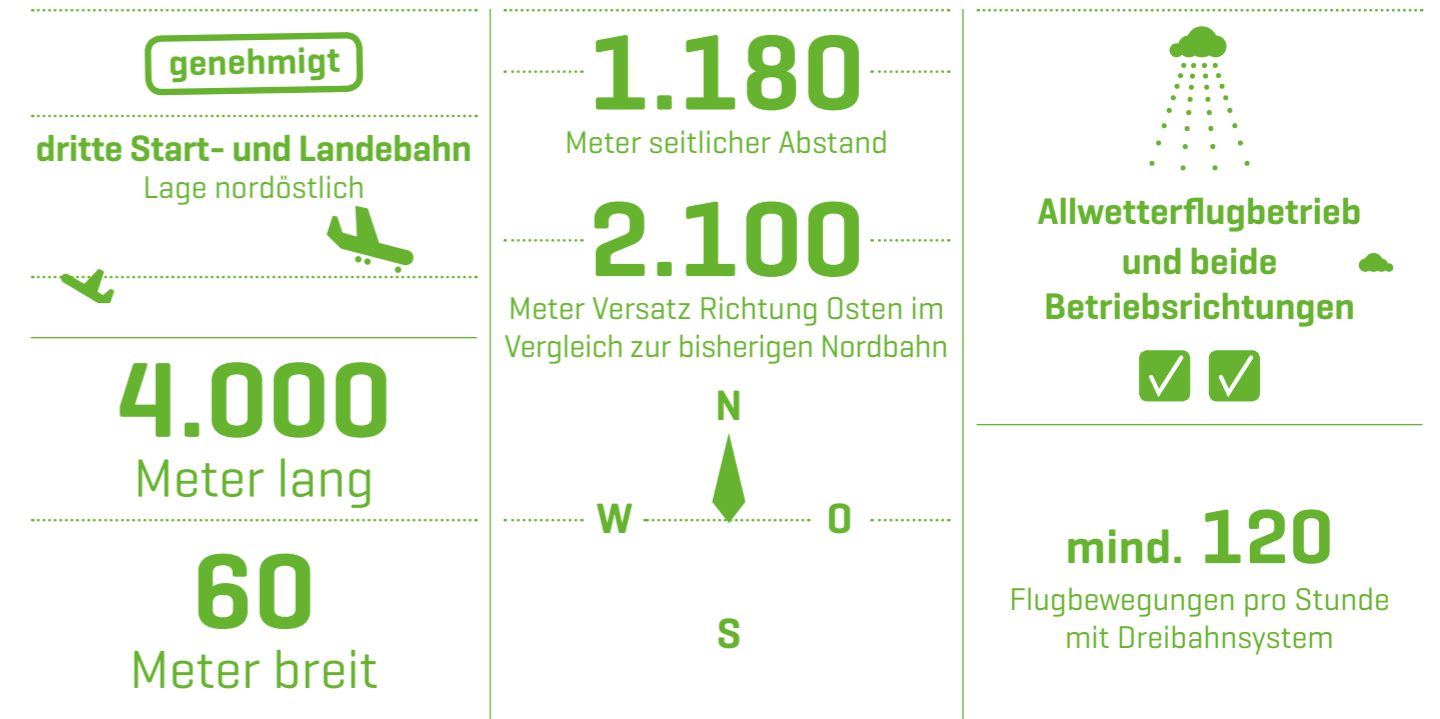 genehmigt
dritte Start- und Landebahn
Lage nordöstlich
4.000
Meter lang
60
Meter breit
1.180
Meter seitlicher Abstand
2.100
Meter Versatz Richtung Osten im
Vergleich zur bisherigen Nordbahn
N
W O
S
Allwetterflugbetrieb
und beide
Betriebsrichtungen
mind. 120
Flugbewegungen pro Stunde
mit Dreibahnsystem